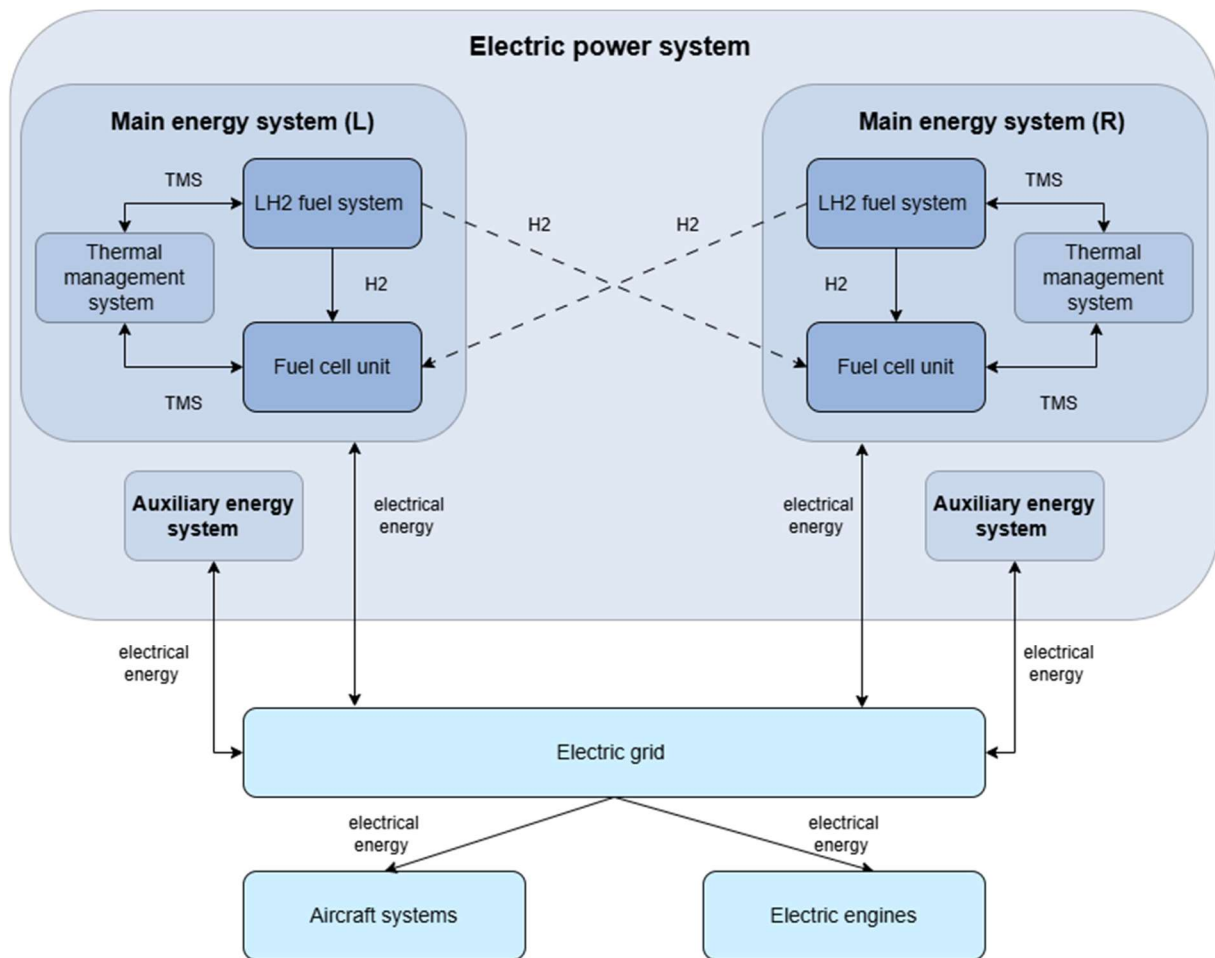 Electric power system
Main energy system (L)
Main energy system (R)
TMS
LH2 fuel system
LH2 fuel system
TMS
H2
H2
Thermal
management
system
Thermal
management
system
H2
H2
Fuel cell unit
Fuel cell unit
TMS
TMS
Auxiliary energy
system
electrical
energy
electrical
energy
Auxiliary energy
system
electrical
energy
electrical
energy
Electric grid
electrical
energy
electrical
energy
Aircraft systems
Electric engines